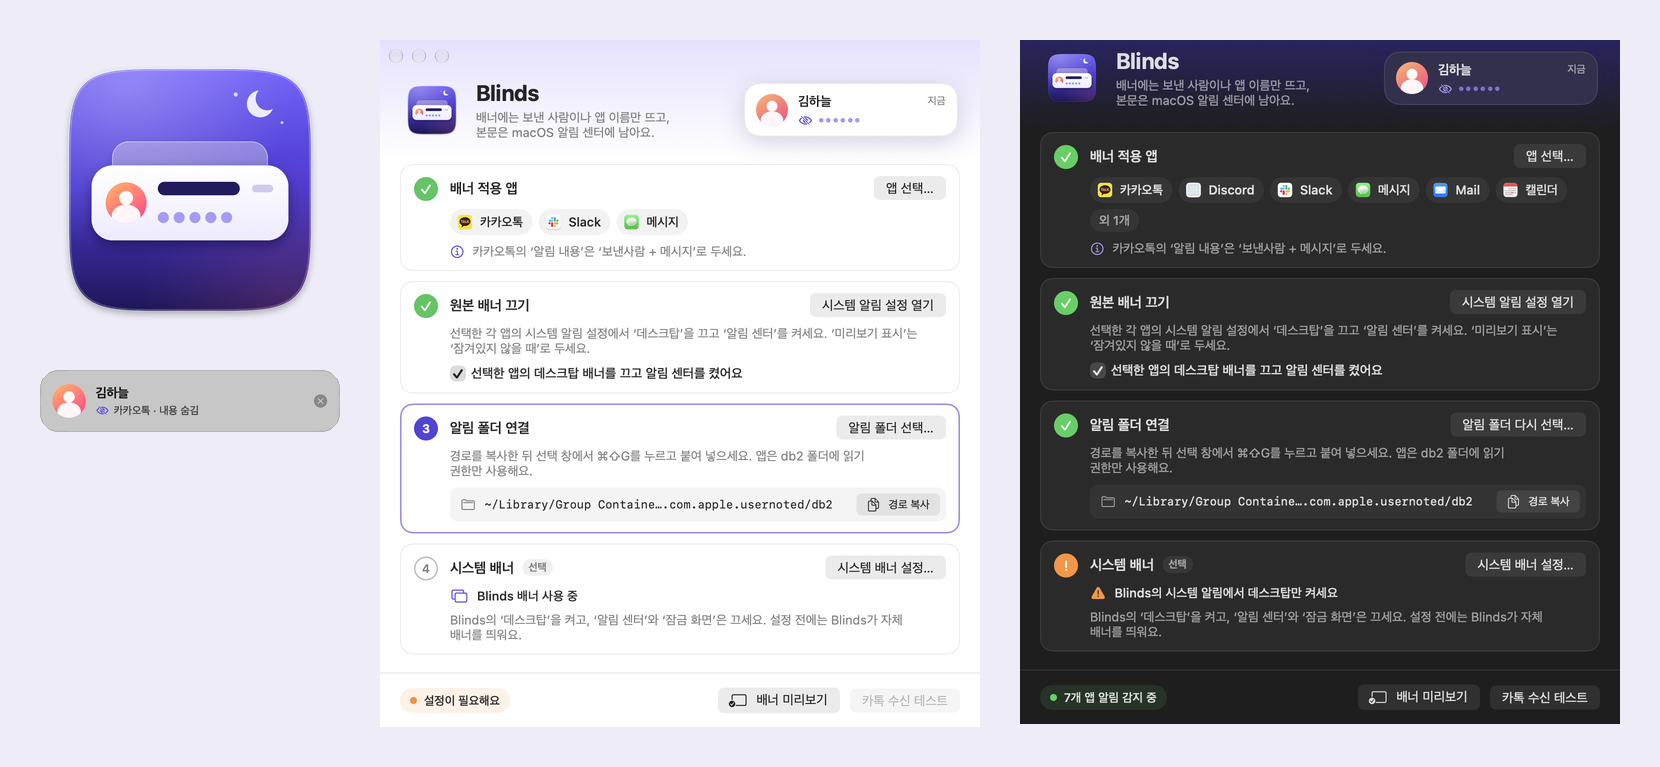 김하늘
카카오톡 · 내용 숨김
Blinds
배너에는 보낸 사람이나 앱 이름만 뜨고,
본문은 macOS 알림 센터에 남아요.
김하늘
지금
배너 적용 앱
앱 선택...
카카오톡
Slack
메시지
카카오톡의 ‘알림 내용’은 ‘보낸사람 + 메시지’로 두세요.
원본 배너 끄기
시스템 알림 설정 열기
선택한 각 앱의 시스템 알림 설정에서 ‘데스크탑’을 끄고 ‘알림 센터’를 켜세요. ‘미리보기 표시’는
‘잠겨있지 않을 때’로 두세요.
선택한 앱의 데스크탑 배너를 끄고 알림 센터를 켰어요
3
알림 폴더 연결
알림 폴더 선택...
경로를 복사한 뒤 선택 창에서 ⌘⇧G를 누르고 붙여 넣으세요. 앱은 db2 폴더에 읽기
권한만 사용해요.
~/Library/Group Containe….com.apple.usernoted/db2
경로 복사
4
시스템 배너
선택
시스템 배너 설정...
Blinds 배너 사용 중
Blinds의 ‘데스크탑’을 켜고, ‘알림 센터’와 ‘잠금 화면’은 끄세요. 설정 전에는 Blinds가 자체
배너를 띄워요.
설정이 필요해요
배너 미리보기
카톡 수신 테스트
Blinds
배너에는 보낸 사람이나 앱 이름만 뜨고,
본문은 macOS 알림 센터에 남아요.
김하늘
지금
배너 적용 앱
앱 선택...
카카오톡
Discord
Slack
메시지
Mail
캘린더
외 1개
카카오톡의 ‘알림 내용’은 ‘보낸사람 + 메시지’로 두세요.
원본 배너 끄기
시스템 알림 설정 열기
선택한 각 앱의 시스템 알림 설정에서 ‘데스크탑’을 끄고 ‘알림 센터’를 켜세요. ‘미리보기 표시’는
‘잠겨있지 않을 때’로 두세요.
선택한 앱의 데스크탑 배너를 끄고 알림 센터를 켰어요
알림 폴더 연결
알림 폴더 다시 선택...
경로를 복사한 뒤 선택 창에서 ⌘⇧G를 누르고 붙여 넣으세요. 앱은 db2 폴더에 읽기
권한만 사용해요.
~/Library/Group Containe….com.apple.usernoted/db2
경로 복사
시스템 배너
선택
시스템 배너 설정...
Blinds의 시스템 알림에서 데스크탑만 켜세요
Blinds의 ‘데스크탑’을 켜고, ‘알림 센터’와 ‘잠금 화면’은 끄세요. 설정 전에는 Blinds가 자체
배너를 띄워요.
7개 앱 알림 감지 중
배너 미리보기
카톡 수신 테스트